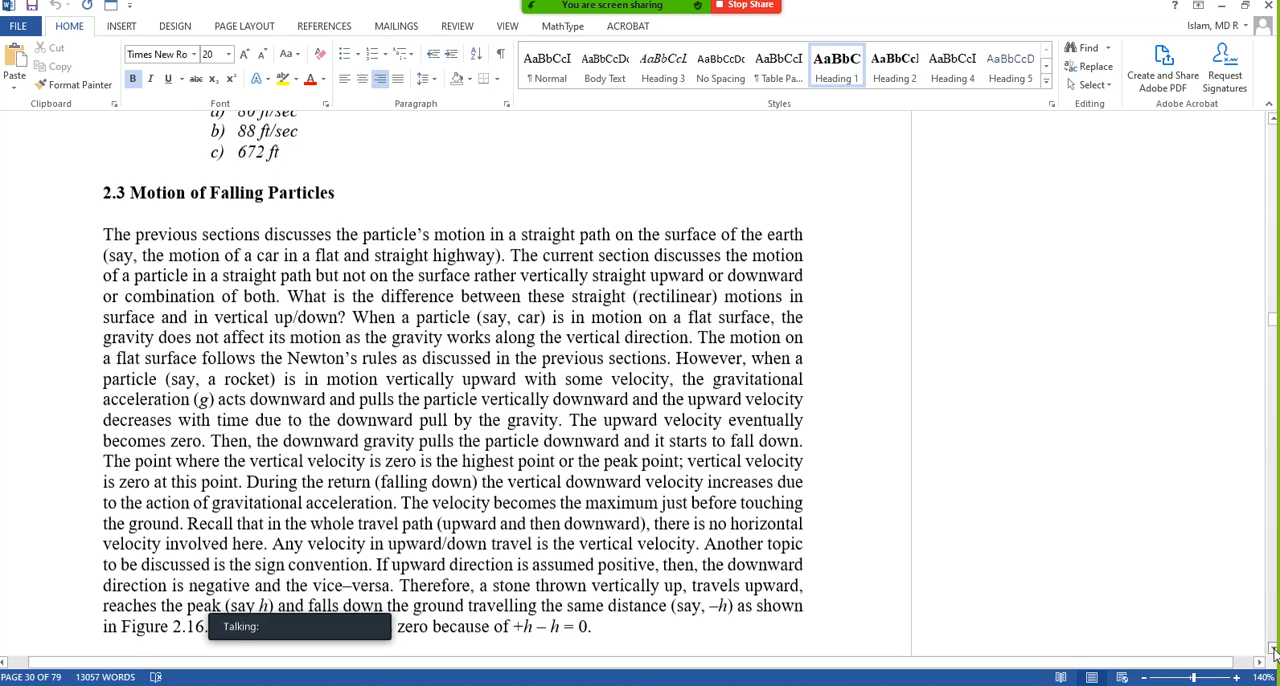 You are screen sharing
Stop Share
FILE HOME INSERT DESIGN PAGE LAYOUT REFERENCES MAILINGS REVIEW VIEW MathType ACROBAT
Islam, MD R
Paste
Cut
Copy
Format Painter
Clipboard
Times New Ro 20
Font
Paragraph
AaBbCcI AaBbCcDc AaBbCcI AaBbCcDc AaBbCcI AaBbC AaBbCc AaBbCcI AaBbCcD
¶ Normal Body Text Heading 3 No Spacing ¶ Table Pa... Heading 1 Heading 2 Heading 4 Heading 5
Styles
Find
Replace
Select
Editing
Create and Share
Adobe PDF
Request
Signatures
Adobe Acrobat
a) 80 ft/sec
b) 88 ft/sec
c) 672 ft
2.3 Motion of Falling Particles
The previous sections discusses the particle's motion in a straight path on the surface of the earth
(say, the motion of a car in a flat and straight highway). The current section discusses the motion
of a particle in a straight path but not on the surface rather vertically straight upward or downward
or combination of both. What is the difference between these straight (rectilinear) motions in
surface and in vertical up/down? When a particle (say, car) is in motion on a flat surface, the
gravity does not affect its motion as the gravity works along the vertical direction. The motion on
a flat surface follows the Newton's rules as discussed in the previous sections. However, when a
particle (say, a rocket) is in motion vertically upward with some velocity, the gravitational
acceleration (g) acts downward and pulls the particle vertically downward and the upward velocity
decreases with time due to the downward pull by the gravity. The upward velocity eventually
becomes zero. Then, the downward gravity pulls the particle downward and it starts to fall down.
The point where the vertical velocity is zero is the highest point or the peak point; vertical velocity
is zero at this point. During the return (falling down) the vertical downward velocity increases due
to the action of gravitational acceleration. The velocity becomes the maximum just before touching
the ground. Recall that in the whole travel path (upward and then downward), there is no horizontal
velocity involved here. Any velocity in upward/down travel is the vertical velocity. Another topic
to be discussed is the sign convention. If upward direction is assumed positive, then, the downward
direction is negative and the vice–versa. Therefore, a stone thrown vertically up, travels upward,
reaches the peak (say h) and falls down the ground travelling the same distance (say, –h) as shown
in Figure 2.16. zero because of +h – h = 0.
Talking:
PAGE 30 OF 79 13057 WORDS
140%